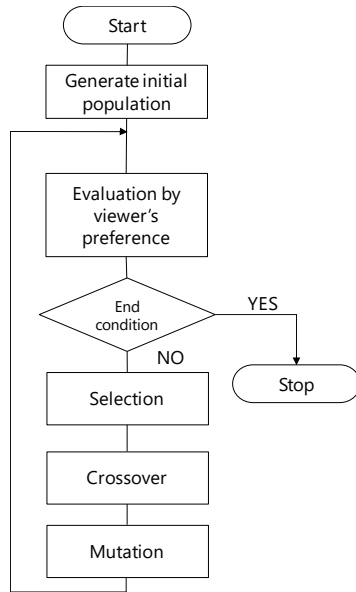 Start
Generate initial
population
Evaluation by
viewer's
preference
End
condition
YES
NO
Stop
Selection
Crossover
Mutation